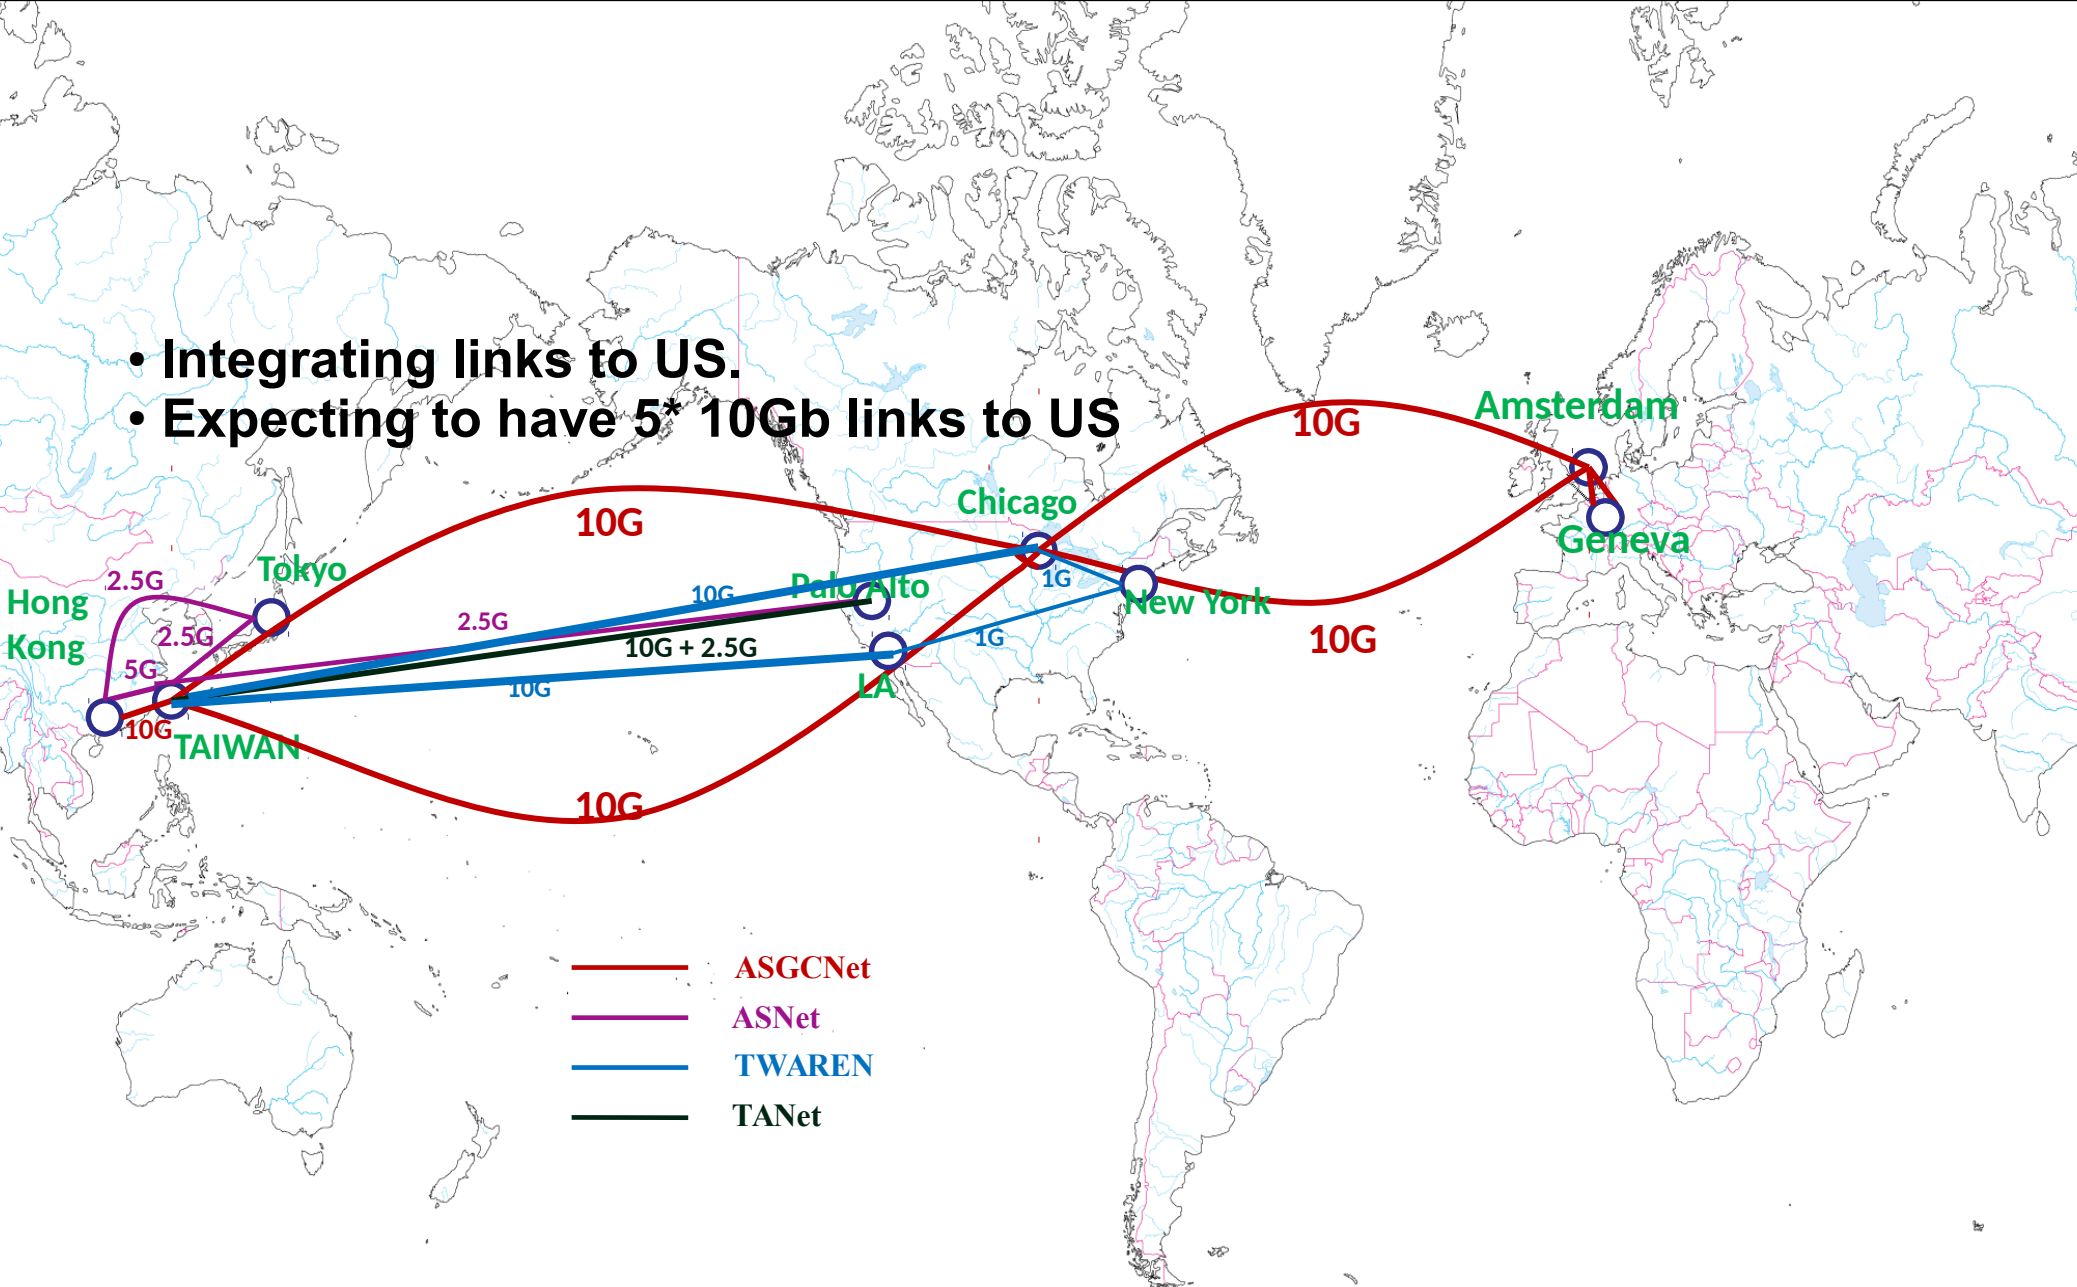 • Integrating links to US.
• Expecting to have 5* 10Gb links to US
Amsterdam
10G
Chicago
10G
Geneva
Tokyo
2.5G
1G
Palo Alto
10G
Hong
Kong
New York
2.5G
2.5G
1G
10G
10G + 2.5G
5G
LA
10G
10G
TAIWAN
10G
ASGCNet
ASNet
TWAREN
TANet